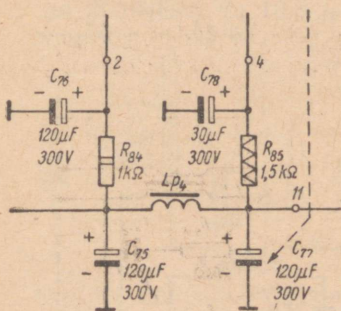 2
4
C76
- +
120µF
300V
C78
- +
30µF
300V
R84
1kΩ
R85
1,5kΩ
Lp4
11
+
-
C75
120µF
300V
+
-
C77
120µF
300V